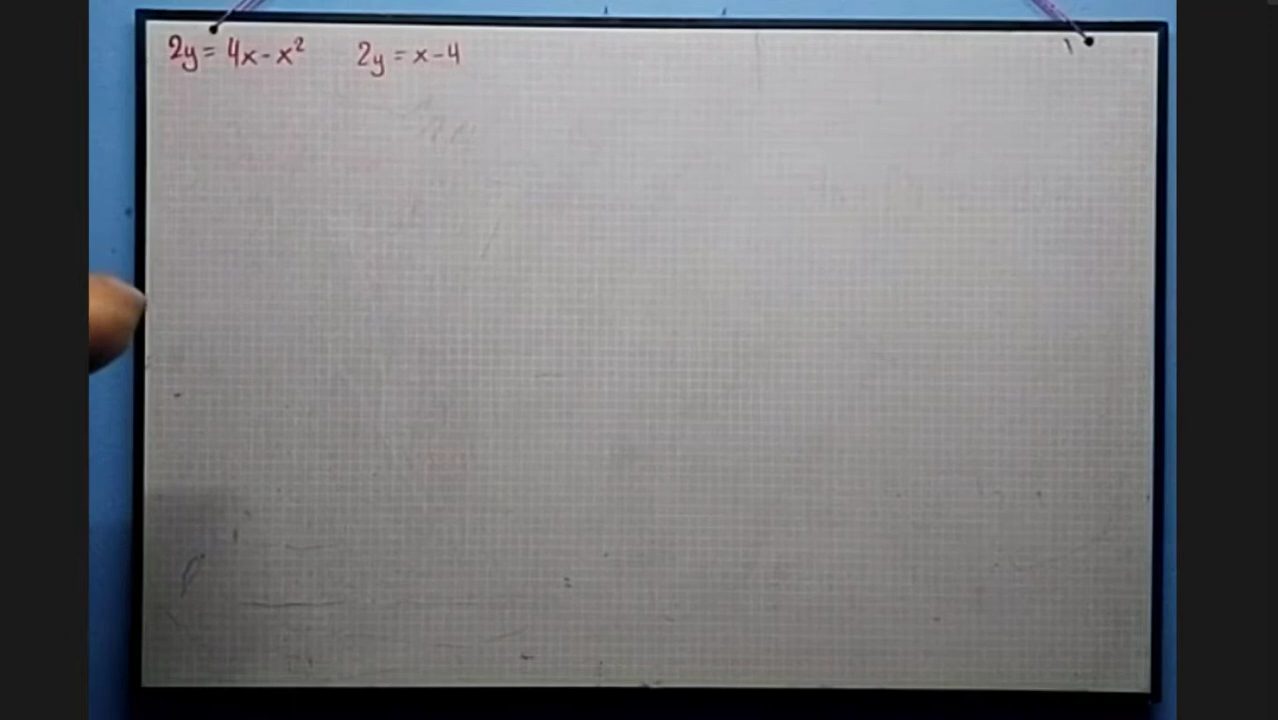 2y = 4x - x² 2y = x - 4